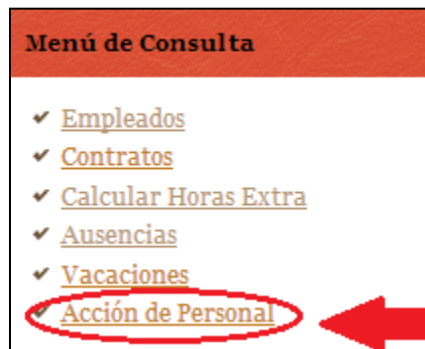 Menú de Consulta
Empleados
Contratos
Calcular Horas Extra
Ausencias
Vacaciones
Acción de Personal